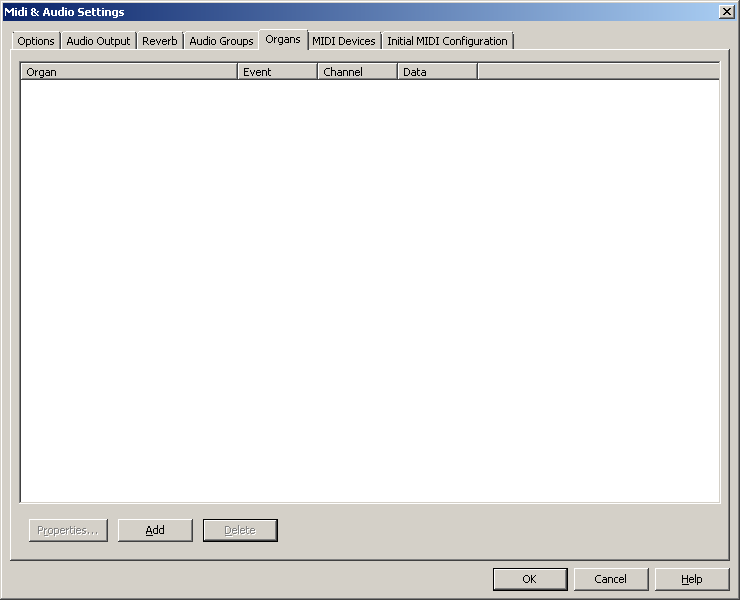 Midi & Audio Settings
Options Audio Output Reverb Audio Groups Organs MIDI Devices Initial MIDI Configuration
Organ Event Channel Data
Properties... Add Delete
OK Cancel Help